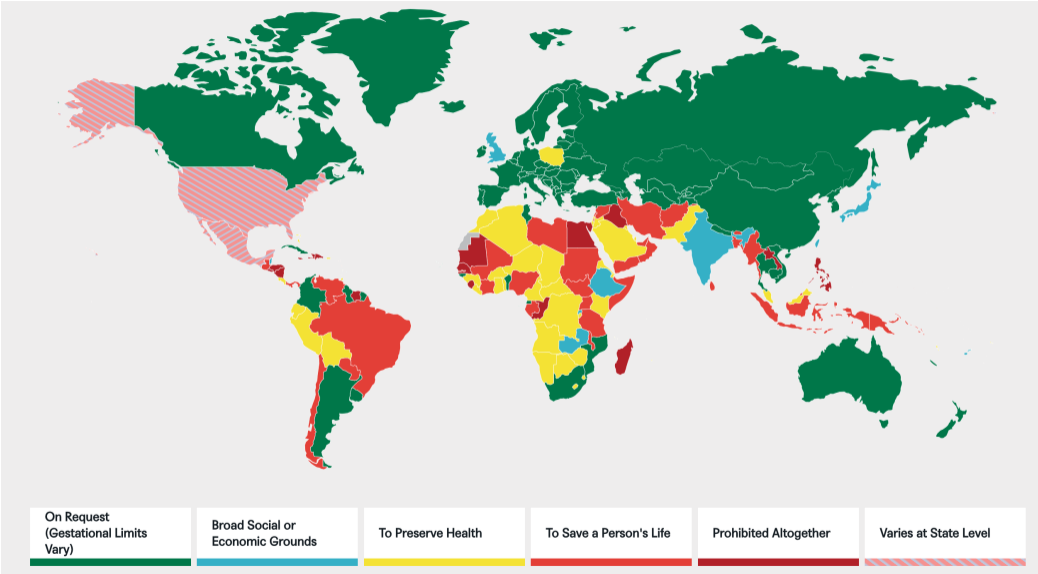 On Request
(Gestational Limits
Vary)
Broad Social or
Economic Grounds
To Preserve Health
To Save a Person's Life
Prohibited Altogether
Varies at State Level